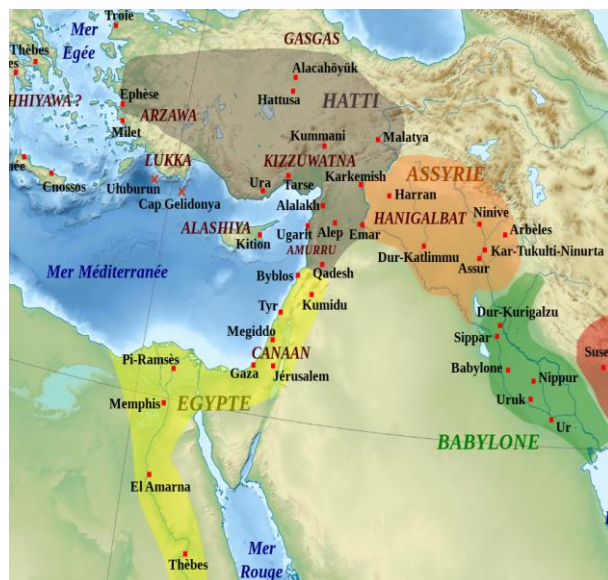 Troie
Mer
Égée
Thèbes
GASGAS
Alacahöyük
Hattusa
HATTI
HHIYAWA ?
Ephèse
ARZAWA
Milet
Kummani
Malatya
LUKKA
KIZZUWATNA
Karkemish
ASSYRIE
Cnossos
Uluburun
Ura
Tarse
Harran
Cap Gelidonya
Alalakh
HANIGALBAT
Ninive
ALASHIYA
Ugarit
Alep
Emar
Arbèles
Kition
AMURRU
Dur-Katlimmu
Kar-Tukulti-Ninurta
Assur
Mer Méditerranée
Byblos
Qadesh
Kumidu
Tyr
Dur-Kurigalzu
Megiddo
Sippar
Pi-Ramsès
CANAAN
Suse
Gaza
Jérusalem
Babylone
Nippur
Memphis
EGYPTE
Uruk
Ur
BABYLONE
El Amarna
Mer
Rouge
Thèbes